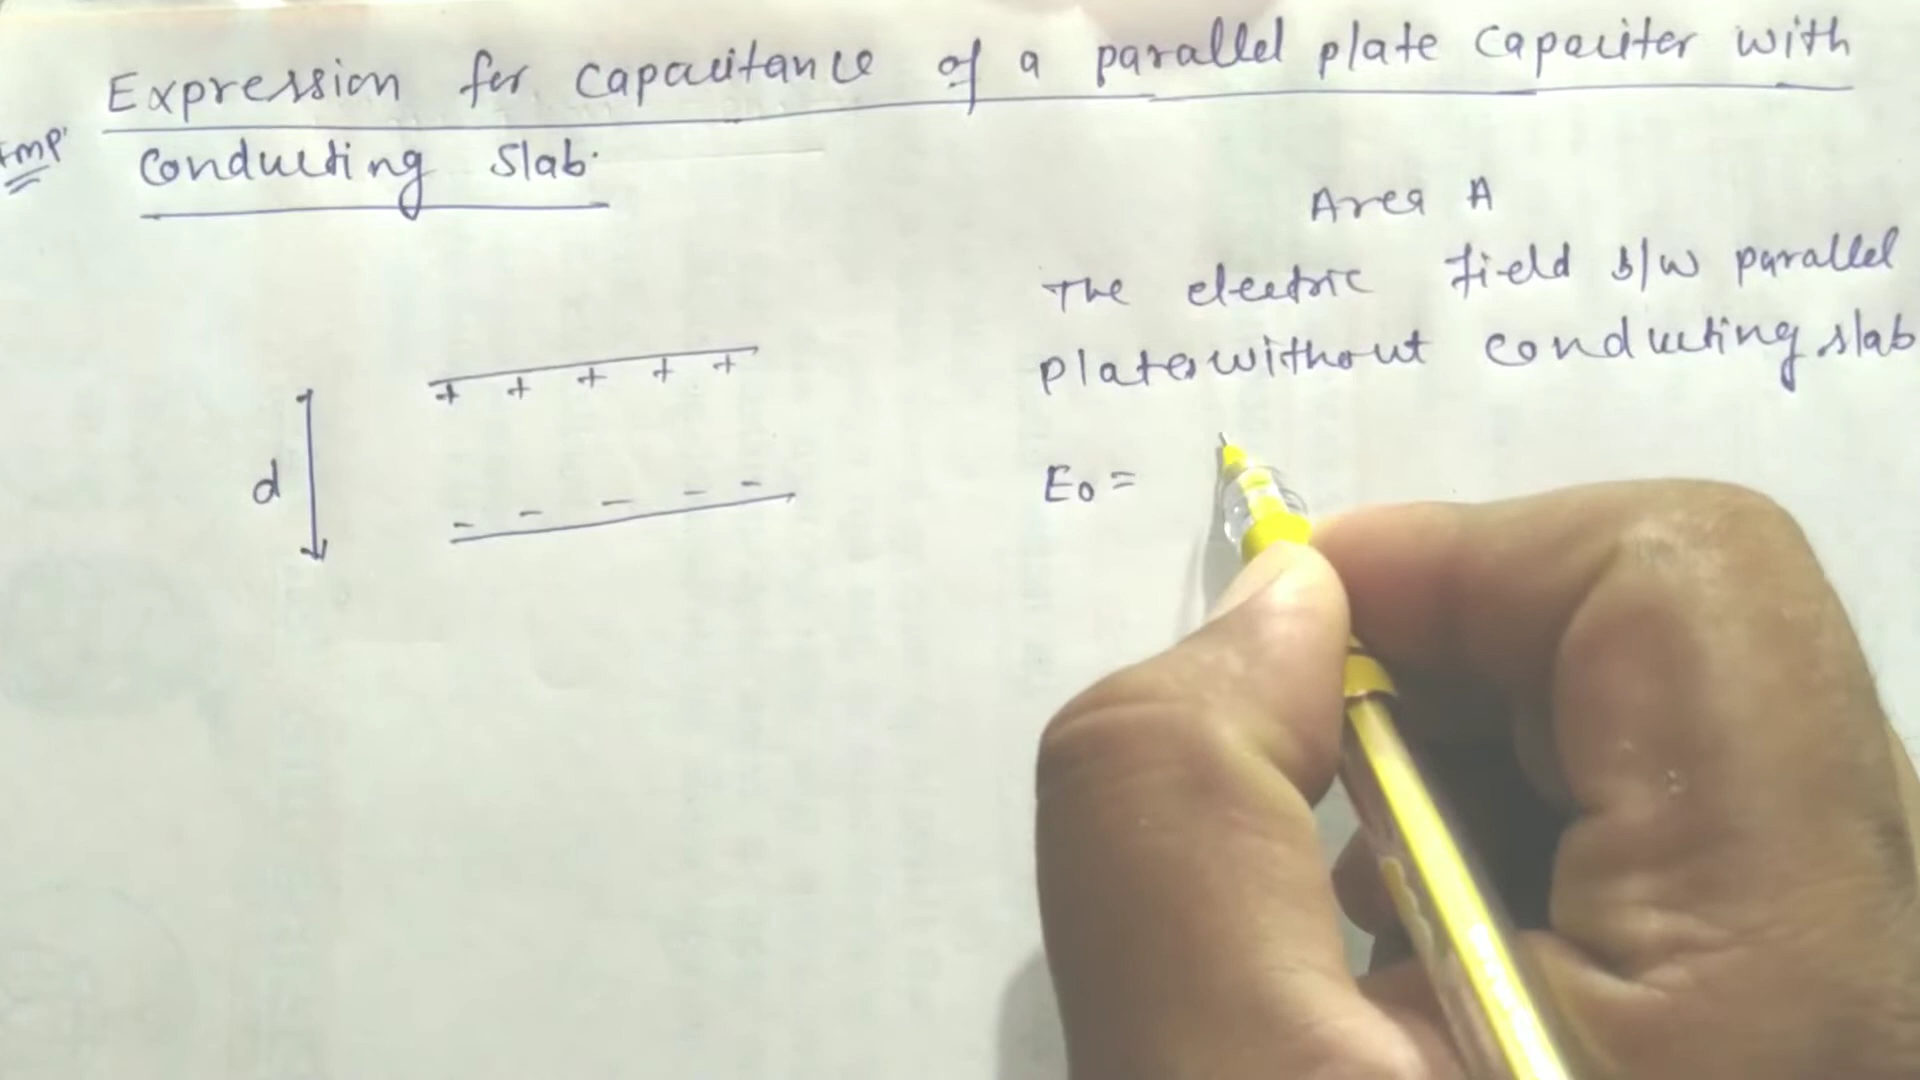 Expression for capacitance of a parallel plate capacitor with
Imp'
conducting slab.
Area A
The electric field b/w parallel
plates without conducting slab
E₀ =
+ + + + +
d
- - - - -